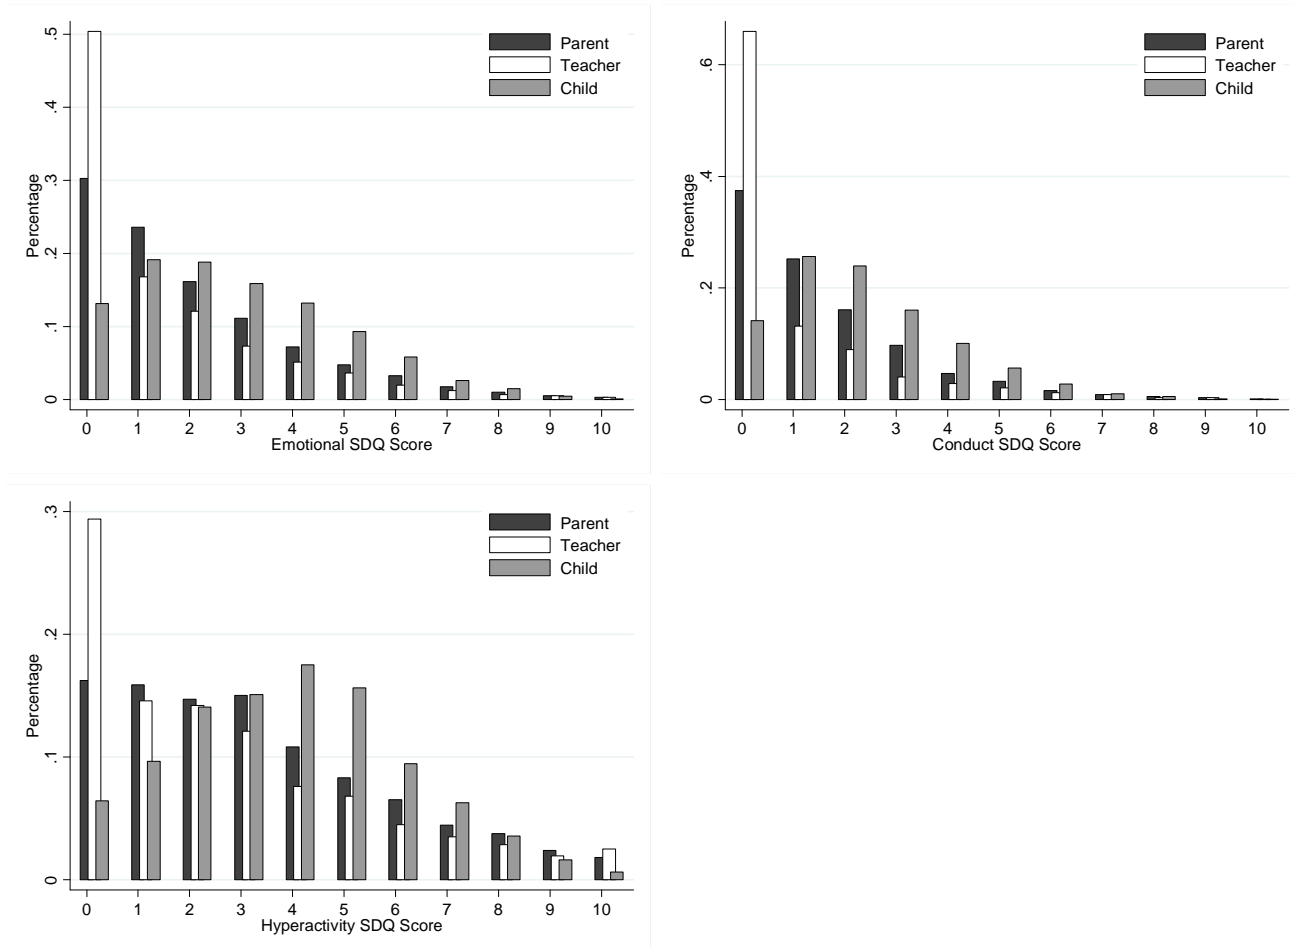 Percentage
.5
.4
.3
.2
.1
0
Parent
Teacher
Child
0 1 2 3 4 5 6 7 8 9 10
Emotional SDQ Score
Percentage
.6
.4
.2
0
Parent
Teacher
Child
0 1 2 3 4 5 6 7 8 9 10
Conduct SDQ Score
Percentage
.3
.2
.1
0
Parent
Teacher
Child
0 1 2 3 4 5 6 7 8 9 10
Hyperactivity SDQ Score